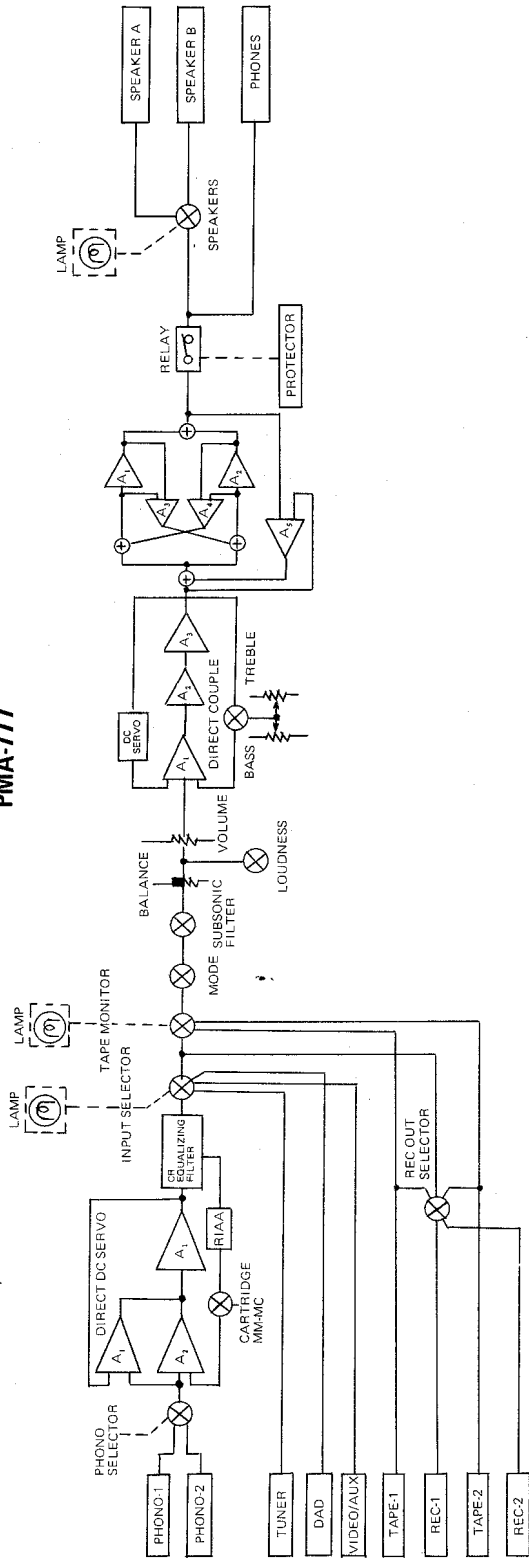 PMA-777
PHONO-1
PHONO-2
TUNER
DAD
VIDEO/AUX
TAPE-1
REC-1
TAPE-2
REC-2
PHONO
SELECTOR
DIRECT DC SERVO
A1
A2
A1
CARTRIDGE
MM-MC
RIAA
CR
EQUALIZING
FILTER
INPUT SELECTOR
LAMP
TAPE MONITOR
LAMP
REC OUT
SELECTOR
MODE
SUBSONIC
FILTER
BALANCE
LOUDNESS
VOLUME
DC
SERVO
A1
A2
A3
DIRECT COUPLE
BASS
TREBLE
A1
A2
A3
A4
A5
RELAY
PROTECTOR
LAMP
SPEAKERS
SPEAKER A
SPEAKER B
PHONES